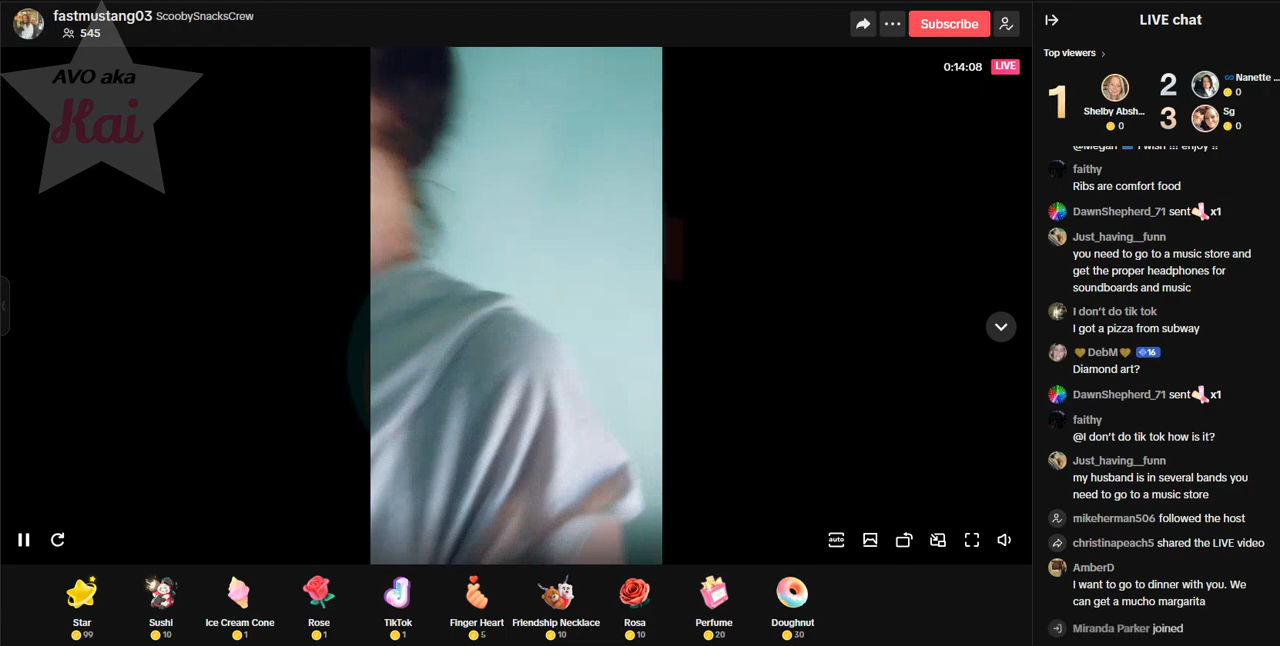 fastmustang03 ScoobySnacksCrew
545
Subscribe
AVO aka
Kai
0:14:08 LIVE
auto
Star
99
Sushi
10
Ice Cream Cone
1
Rose
1
TikTok
1
Finger Heart
5
Friendship Necklace
10
Rosa
10
Perfume
20
Doughnut
30
LIVE chat
Top viewers
1
Shelby Absh...
0
2
Nanette ...
0
3
Sg
0
@Megan I wish !!! enjoy !!
faithy
Ribs are comfort food
DawnShepherd_71 sent x1
Just_having__funn
you need to go to a music store and
get the proper headphones for
soundboards and music
I don't do tik tok
I got a pizza from subway
DebM 16
Diamond art?
DawnShepherd_71 sent x1
faithy
@I don't do tik tok how is it?
Just_having__funn
my husband is in several bands you
need to go to a music store
mikeherman506 followed the host
christinapeach5 shared the LIVE video
AmberD
I want to go to dinner with you. We
can get a mucho margarita
Miranda Parker joined